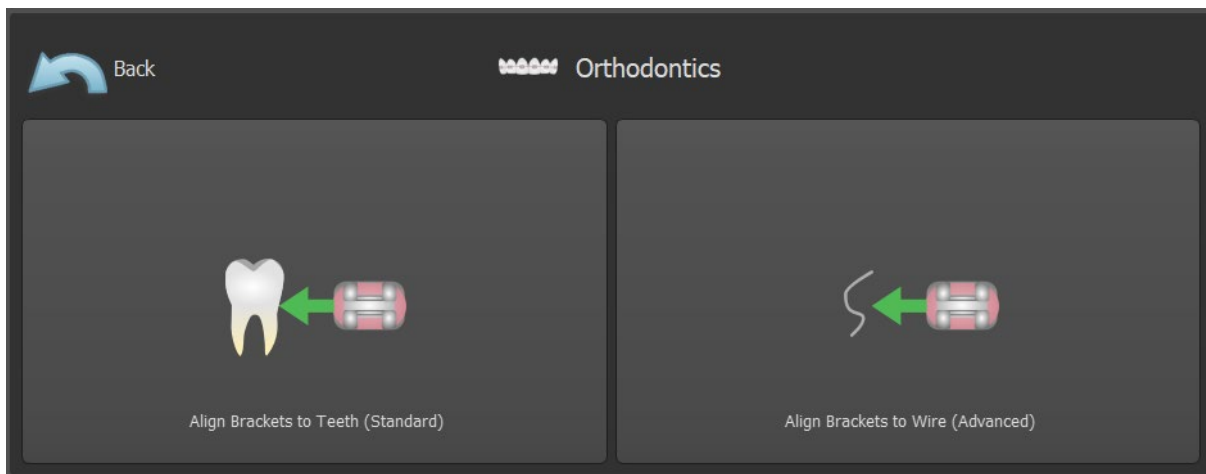 Back
Orthodontics
Align Brackets to Teeth (Standard)
Align Brackets to Wire (Advanced)